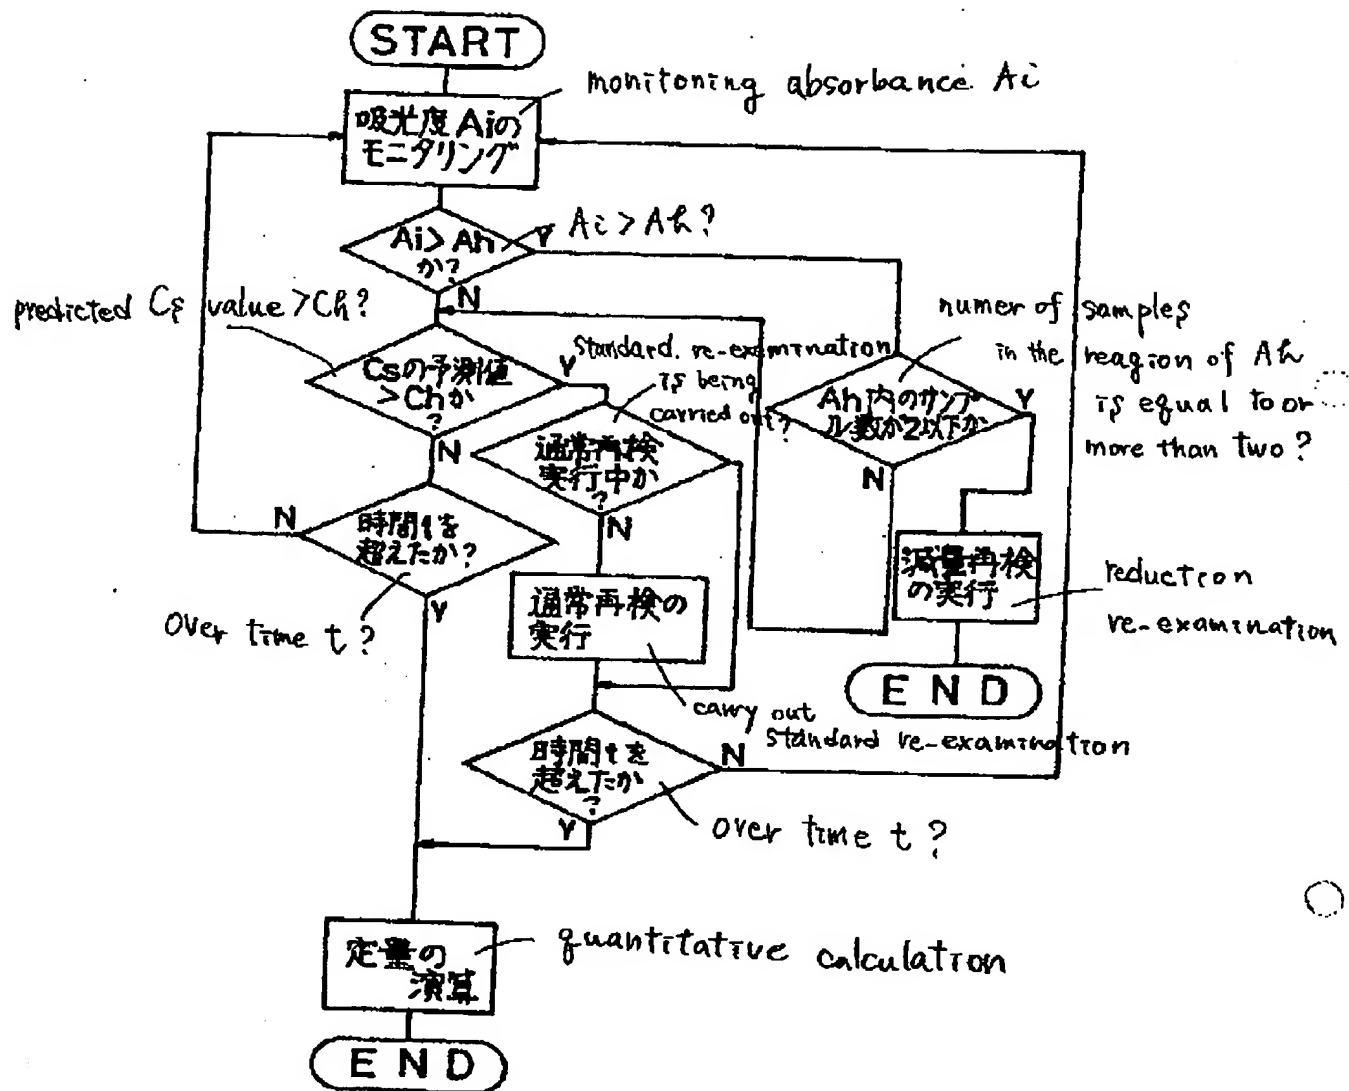 START
monitoning absorbance Ai
吸光度 Aiの
モニタリング
Ai > Ah
か?
Y
Ai > Ah?
N
predicted Cs value > Ch?
Csの予測値
> Chか
?
Y
N
Standard re-examination
is being
carried out?
通常再検
実行中か
?
N
numer of samples
in the reagion of Ah
is equal to or
more than two?
Ah 内のサンプ
ル数が2以下か
Y
N
時間tを
超えたか?
N
Y
Over time t?
通常再検の
実行
carry out
standard re-examination
減量再検
の実行
reduction
re-examination
END
時間tを
超えたか
?
N
Y
over time t?
定量の
演算
quantitative calculation
END